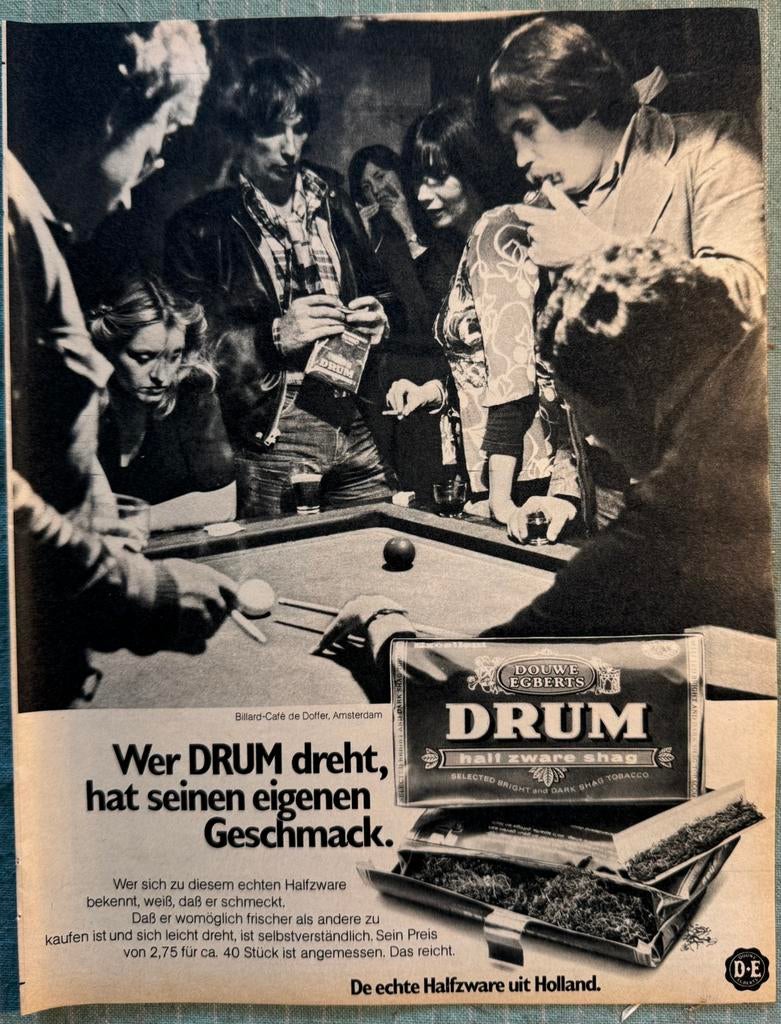 DRUM
Billard-Café de Doffer, Amsterdam
Excellent
DOUWE
EGBERTS
DRUM
half zware shag
SELECTED BRIGHT and DARK SHAG TOBACCO
Wer DRUM dreht,
hat seinen eigenen
Geschmack.
Wer sich zu diesem echten Halfzware
bekennt, weiß, daß er schmeckt.
Daß er womöglich frischer als andere zu
kaufen ist und sich leicht dreht, ist selbstverständlich. Sein Preis
von 2,75 für ca. 40 Stück ist angemessen. Das reicht.
De echte Halfzware uit Holland.
DOUWE
D·E
EGBERTS